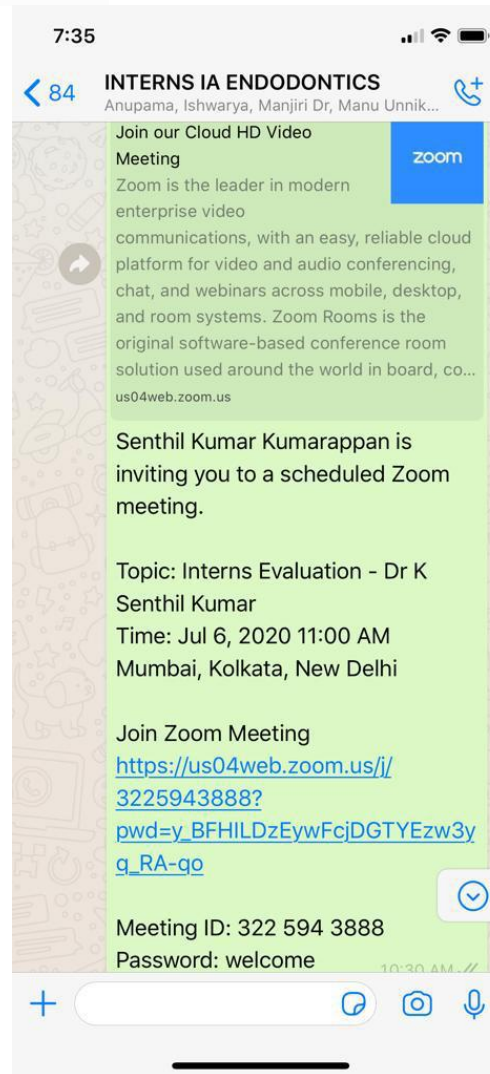 7:35
84
INTERNS IA ENDODONTICS
Anupama, Ishwarya, Manjiri Dr, Manu Unnik...
Join our Cloud HD Video
Meeting
zoom
Zoom is the leader in modern
enterprise video
communications, with an easy, reliable cloud
platform for video and audio conferencing,
chat, and webinars across mobile, desktop,
and room systems. Zoom Rooms is the
original software-based conference room
solution used around the world in board, co...
us04web.zoom.us
Senthil Kumar Kumarappan is
inviting you to a scheduled Zoom
meeting.
Topic: Interns Evaluation - Dr K
Senthil Kumar
Time: Jul 6, 2020 11:00 AM
Mumbai, Kolkata, New Delhi
Join Zoom Meeting
https://us04web.zoom.us/j/
3225943888?
pwd=y_BFHILDzEywFcjDGTYEzw3y
q_RA-qo
Meeting ID: 322 594 3888
Password: welcome
10:30 AM